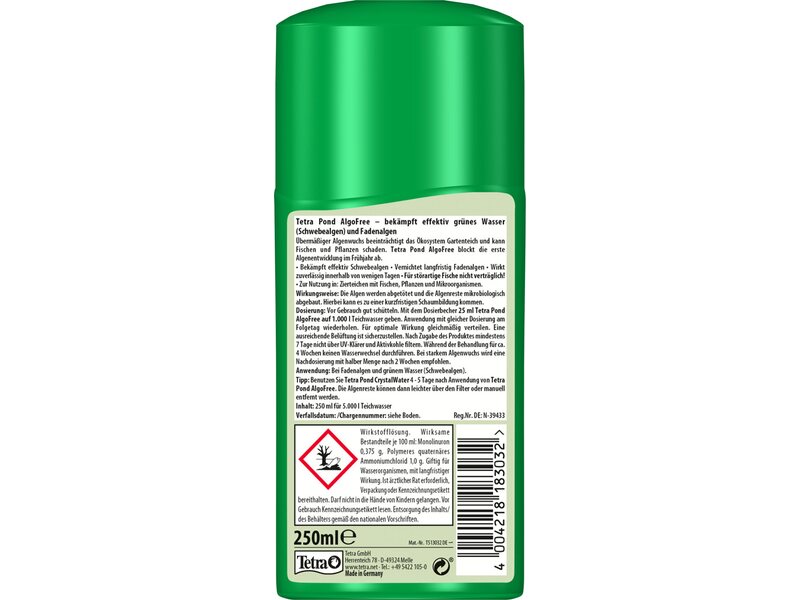 Tetra Pond AlgoFree – bekämpft effektiv grünes Wasser
(Schwebealgen) und Fadenalgen
Übermäßiger Algenwuchs beeinträchtigt das Ökosystem Gartenteich und kann
Fischen und Pflanzen schaden. Tetra Pond AlgoFree blockt die erste
Algenentwicklung im Frühjahr ab.
• Bekämpft effektiv Schwebealgen • Vernichtet langfristig Fadenalgen • Wirkt
zuverlässig innerhalb von wenigen Tagen • Für störartige Fische nicht verträglich!
• Zur Nutzung in: Zierteichen mit Fischen, Pflanzen und Mikroorganismen.
Wirkungsweise: Die Algen werden abgetötet und die Algenreste mikrobiologisch
abgebaut. Hierbei kann es zu einer kurzfristigen Schaumbildung kommen.
Dosierung: Vor Gebrauch gut schütteln. Mit dem Dosierbecher 25 ml Tetra Pond
AlgoFree auf 1.000 l Teichwasser geben. Anwendung mit gleicher Dosierung am
Folgetag wiederholen. Für optimale Wirkung gleichmäßig verteilen. Eine
ausreichende Belüftung ist sicherzustellen. Nach Zugabe des Produktes mindestens
7 Tage nicht über UV-Klärer und Aktivkohle filtern. Während der Behandlung für ca.
4 Wochen keinen Wasserwechsel durchführen. Bei starkem Algenwuchs wird eine
Nachdosierung mit halber Menge nach 2 Wochen empfohlen.
Anwendung: Bei Fadenalgen und grünem Wasser (Schwebealgen).
Tipp: Benutzen Sie Tetra Pond CrystalWater 4 - 5 Tage nach Anwendung von Tetra
Pond AlgoFree. Die Algenreste können dann leichter über den Filter oder manuell
entfernt werden.
Inhalt: 250 ml für 5.000 l Teichwasser
Verfallsdatum: /Chargennummer: siehe Boden. Reg.Nr. DE: N-39433
Wirkstofflösung. Wirksame
Bestandteile je 100 ml: Monolinuron
0,375 g, Polymeres quaternäres
Ammoniumchlorid 1,0 g. Giftig für
Wasserorganismen, mit langfristiger
Wirkung. Ist ärztlicher Rat erforderlich,
Verpackung oder Kennzeichnungsetikett
bereithalten. Darf nicht in die Hände von Kindern gelangen. Vor
Gebrauch Kennzeichnungsetikett lesen. Entsorgung des Inhalts/
des Behälters gemäß den nationalen Vorschriften.
250ml℮
Mat.-Nr. T513032 DE
Tetra
Tetra GmbH
Herrenteich 78 · D-49324 Melle
www.tetra.net · Tel.: +49 5422 105-0
Made in Germany
4 004218 183032 >